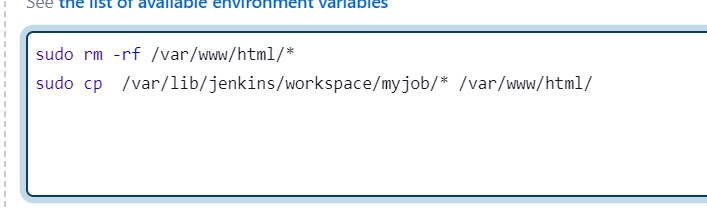 See the list of available environment variables
sudo rm -rf /var/www/html/*
sudo cp  /var/lib/jenkins/workspace/myjob/* /var/www/html/